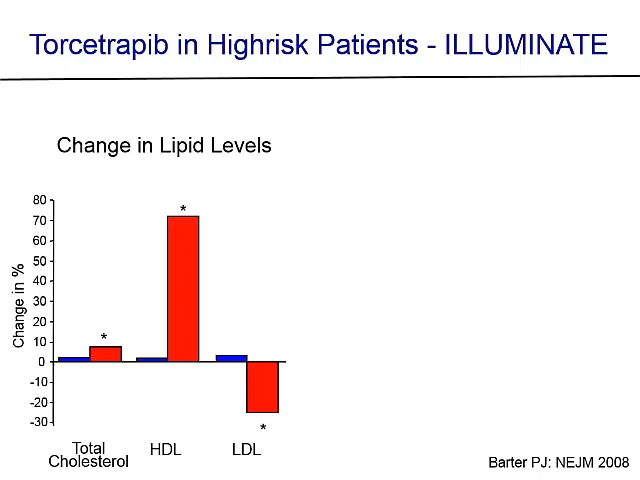 Torcetrapib in Highrisk Patients - ILLUMINATE
Change in Lipid Levels
Change in %
80
70
60
50
40
30
20
10
0
-10
-20
-30
*
*
*
Total
Cholesterol
HDL
LDL
Barter PJ: NEJM 2008